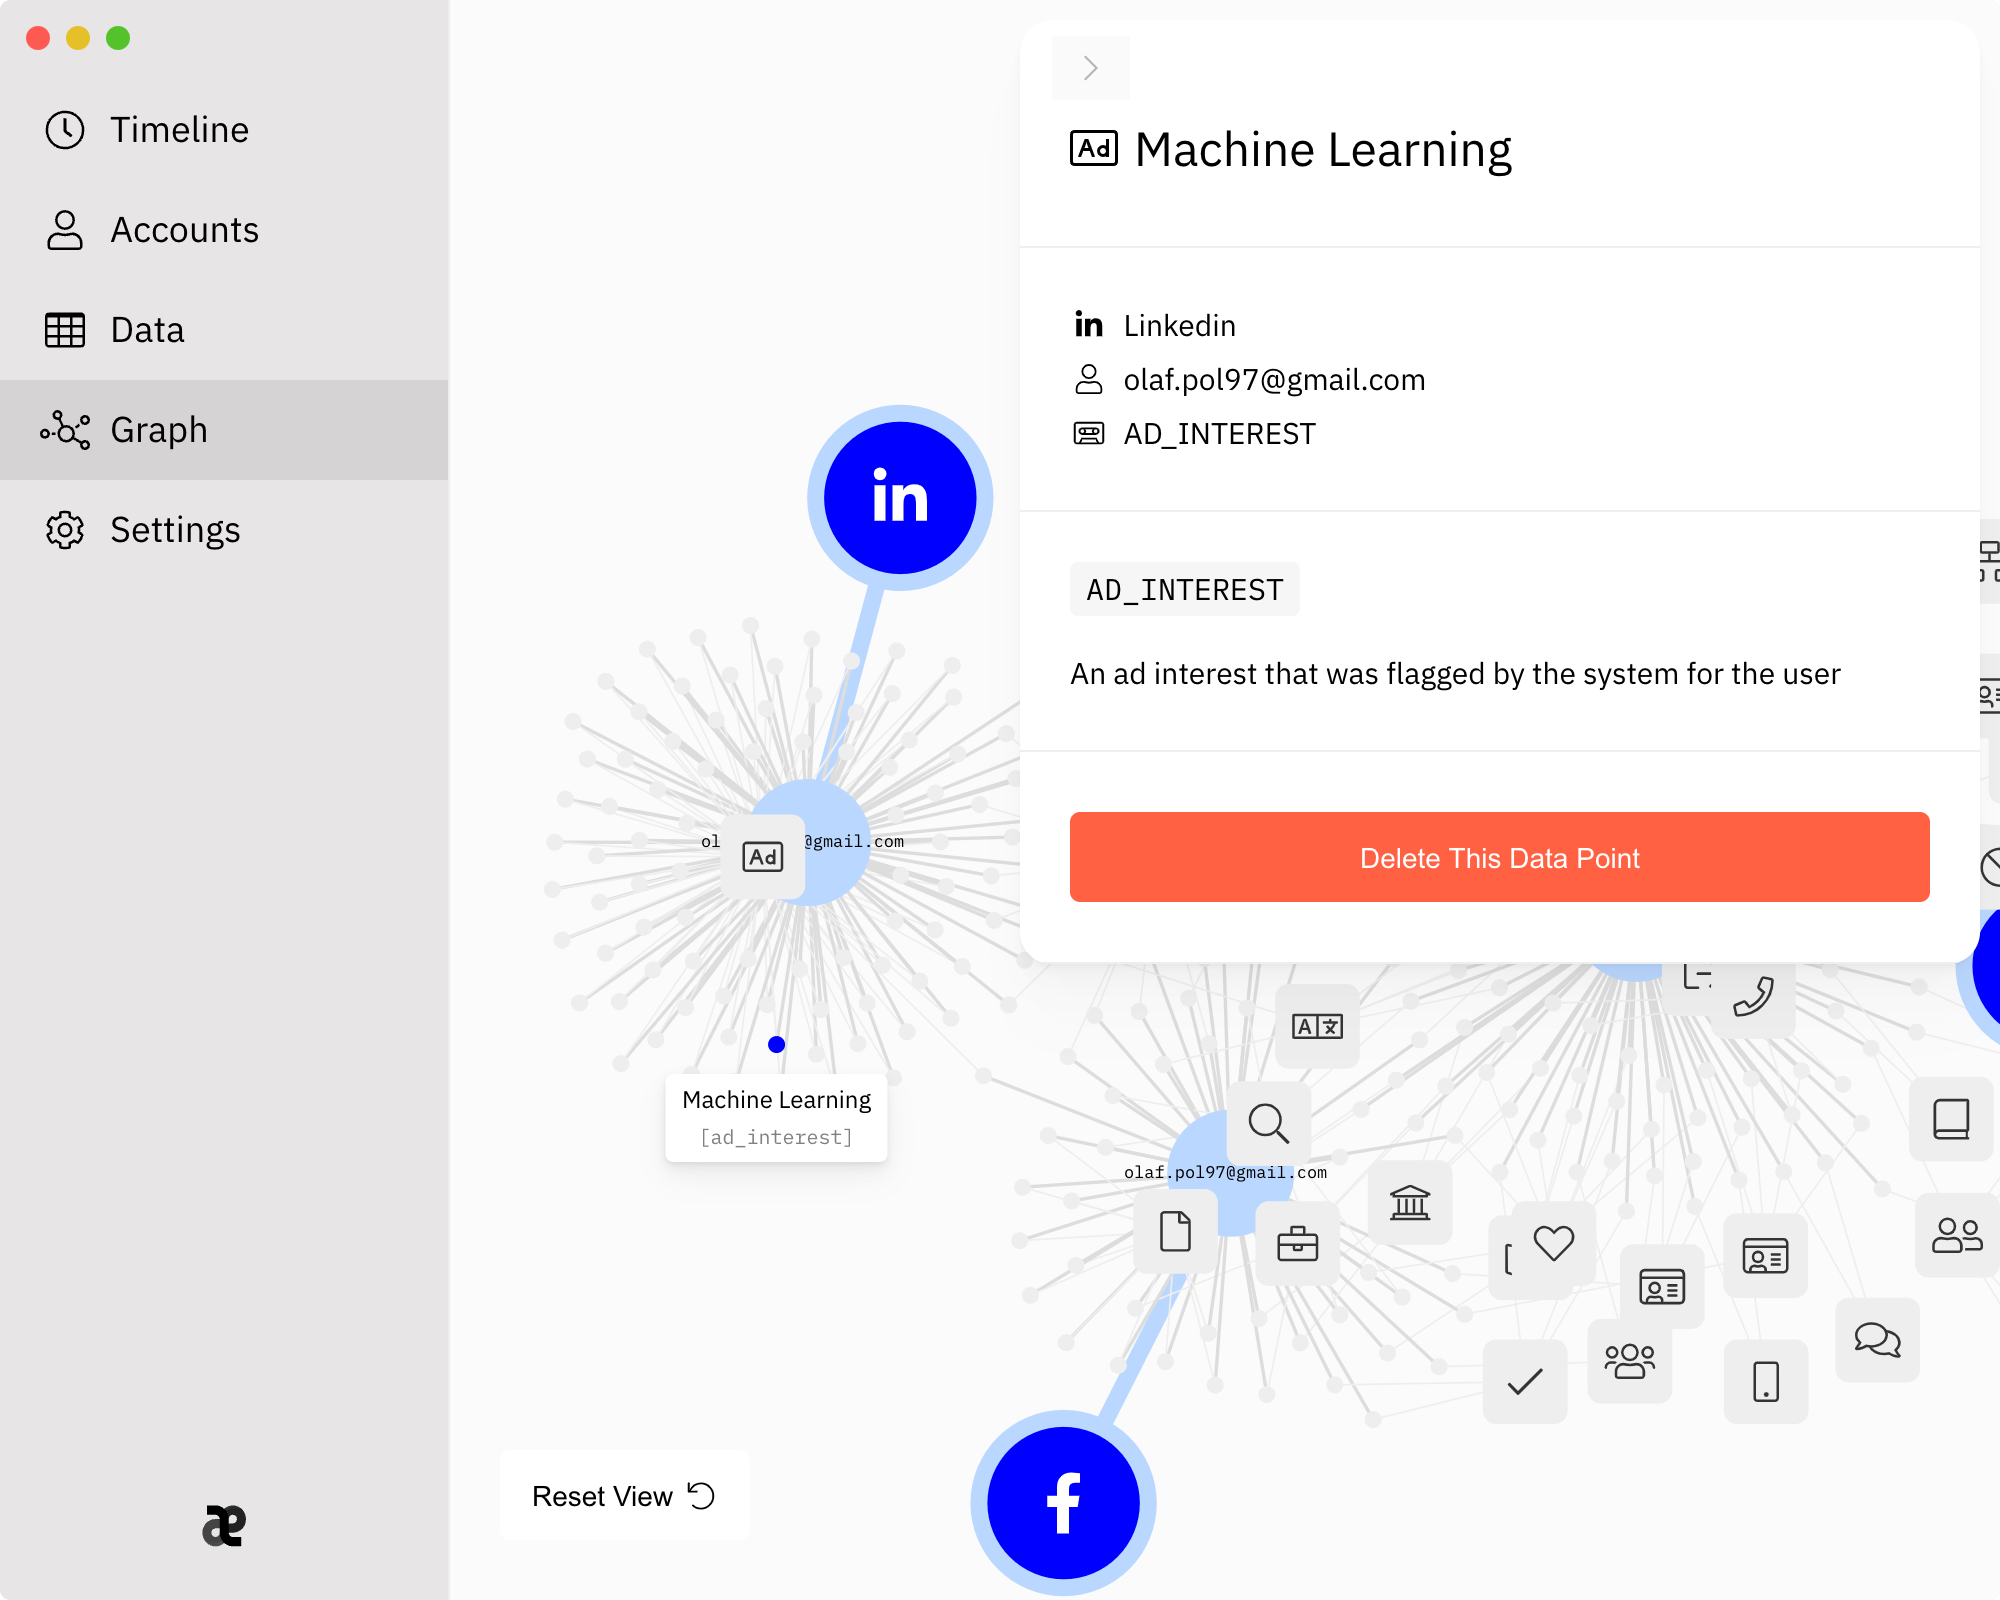 Timeline
Accounts
Data
Graph
Settings
Ad Machine Learning
in Linkedin
olaf.pol97@gmail.com
AD_INTEREST
AD_INTEREST
An ad interest that was flagged by the system for the user
Delete This Data Point
in
ol @gmail.com
Ad
Machine Learning
[ad_interest]
A 文
olaf.pol97@gmail.com
Reset View
f
æ